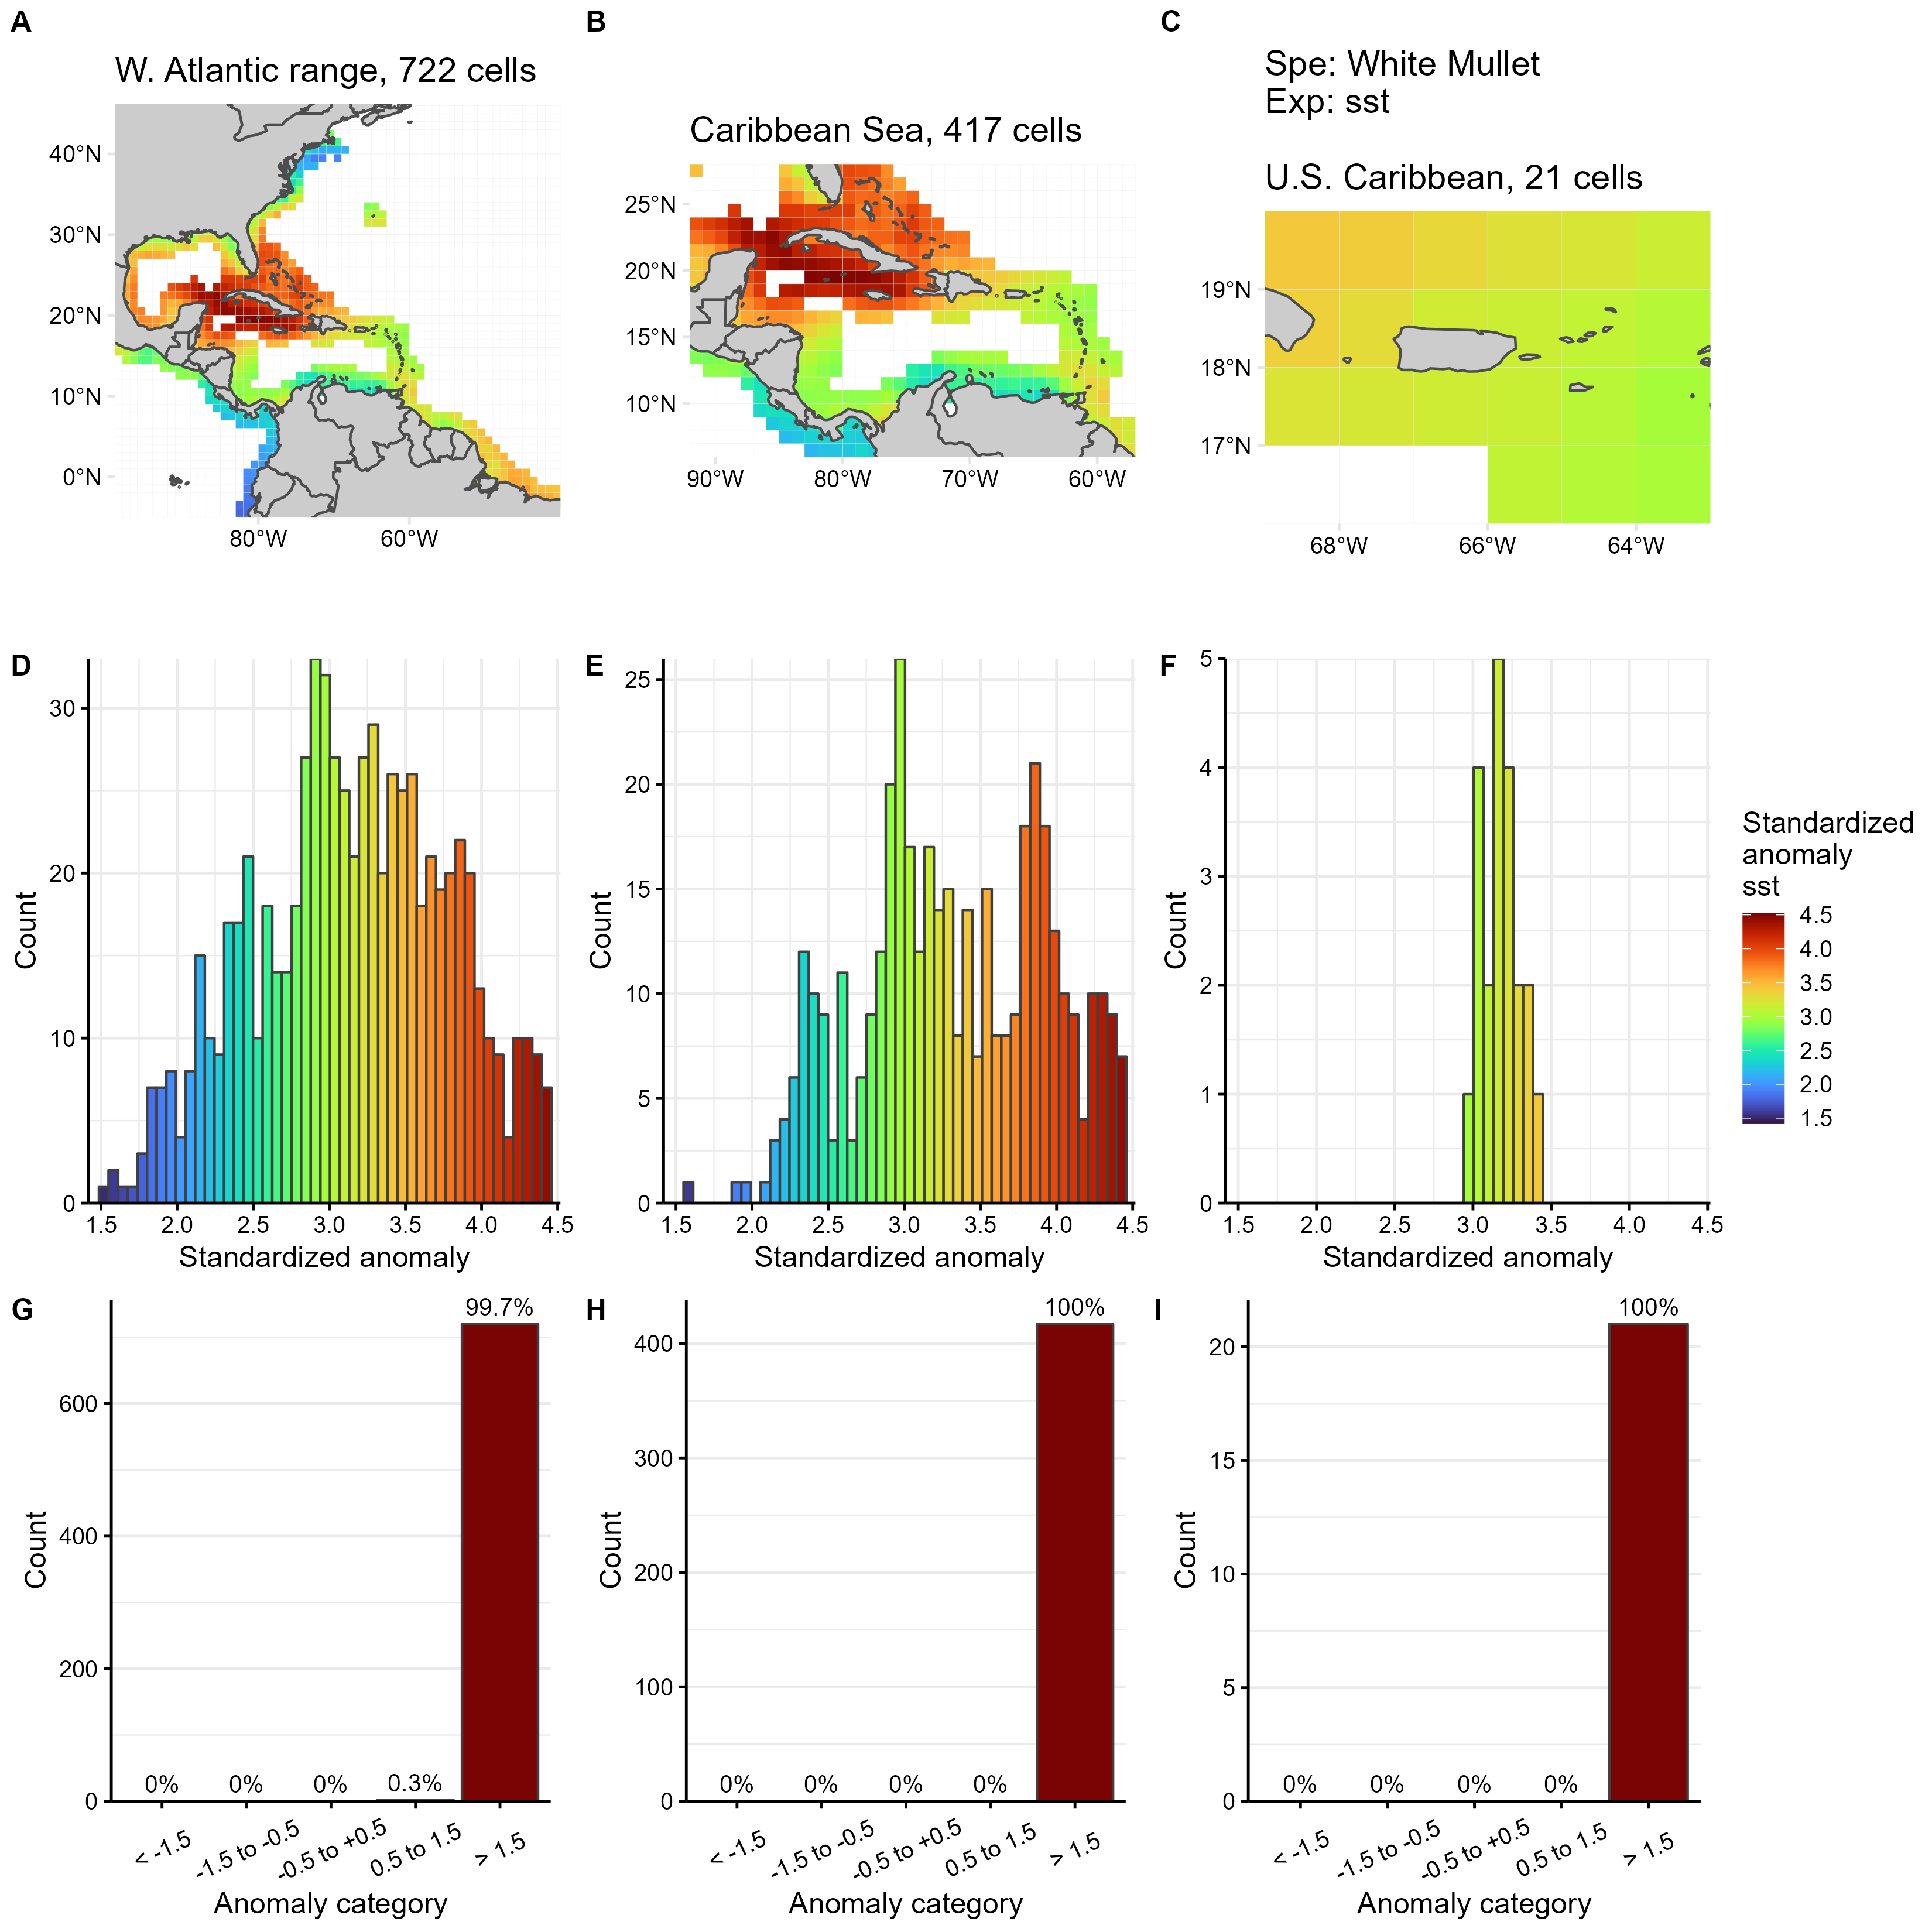 A
B
C
W. Atlantic range, 722 cells
Caribbean Sea, 417 cells
Spe: White Mullet
Exp: sst
U.S. Caribbean, 21 cells
40°N
30°N
20°N
10°N
0°N
80°W
60°W
25°N
20°N
15°N
10°N
90°W
80°W
70°W
60°W
19°N
18°N
17°N
68°W
66°W
64°W
D
Count
30
20
10
0
1.5 2.0 2.5 3.0 3.5 4.0 4.5
Standardized anomaly
E
Count
25
20
15
10
5
0
1.5 2.0 2.5 3.0 3.5 4.0 4.5
Standardized anomaly
F
Count
5
4
3
2
1
0
1.5 2.0 2.5 3.0 3.5 4.0 4.5
Standardized anomaly
Standardized
anomaly
sst
4.5
4.0
3.5
3.0
2.5
2.0
1.5
G
Count
600
400
200
0
0% 0% 0% 0.3% 99.7%
< -1.5 -1.5 to -0.5 -0.5 to +0.5 0.5 to 1.5 > 1.5
Anomaly category
H
Count
400
300
200
100
0
0% 0% 0% 0% 100%
< -1.5 -1.5 to -0.5 -0.5 to +0.5 0.5 to 1.5 > 1.5
Anomaly category
I
Count
20
15
10
5
0
0% 0% 0% 0% 100%
< -1.5 -1.5 to -0.5 -0.5 to +0.5 0.5 to 1.5 > 1.5
Anomaly category